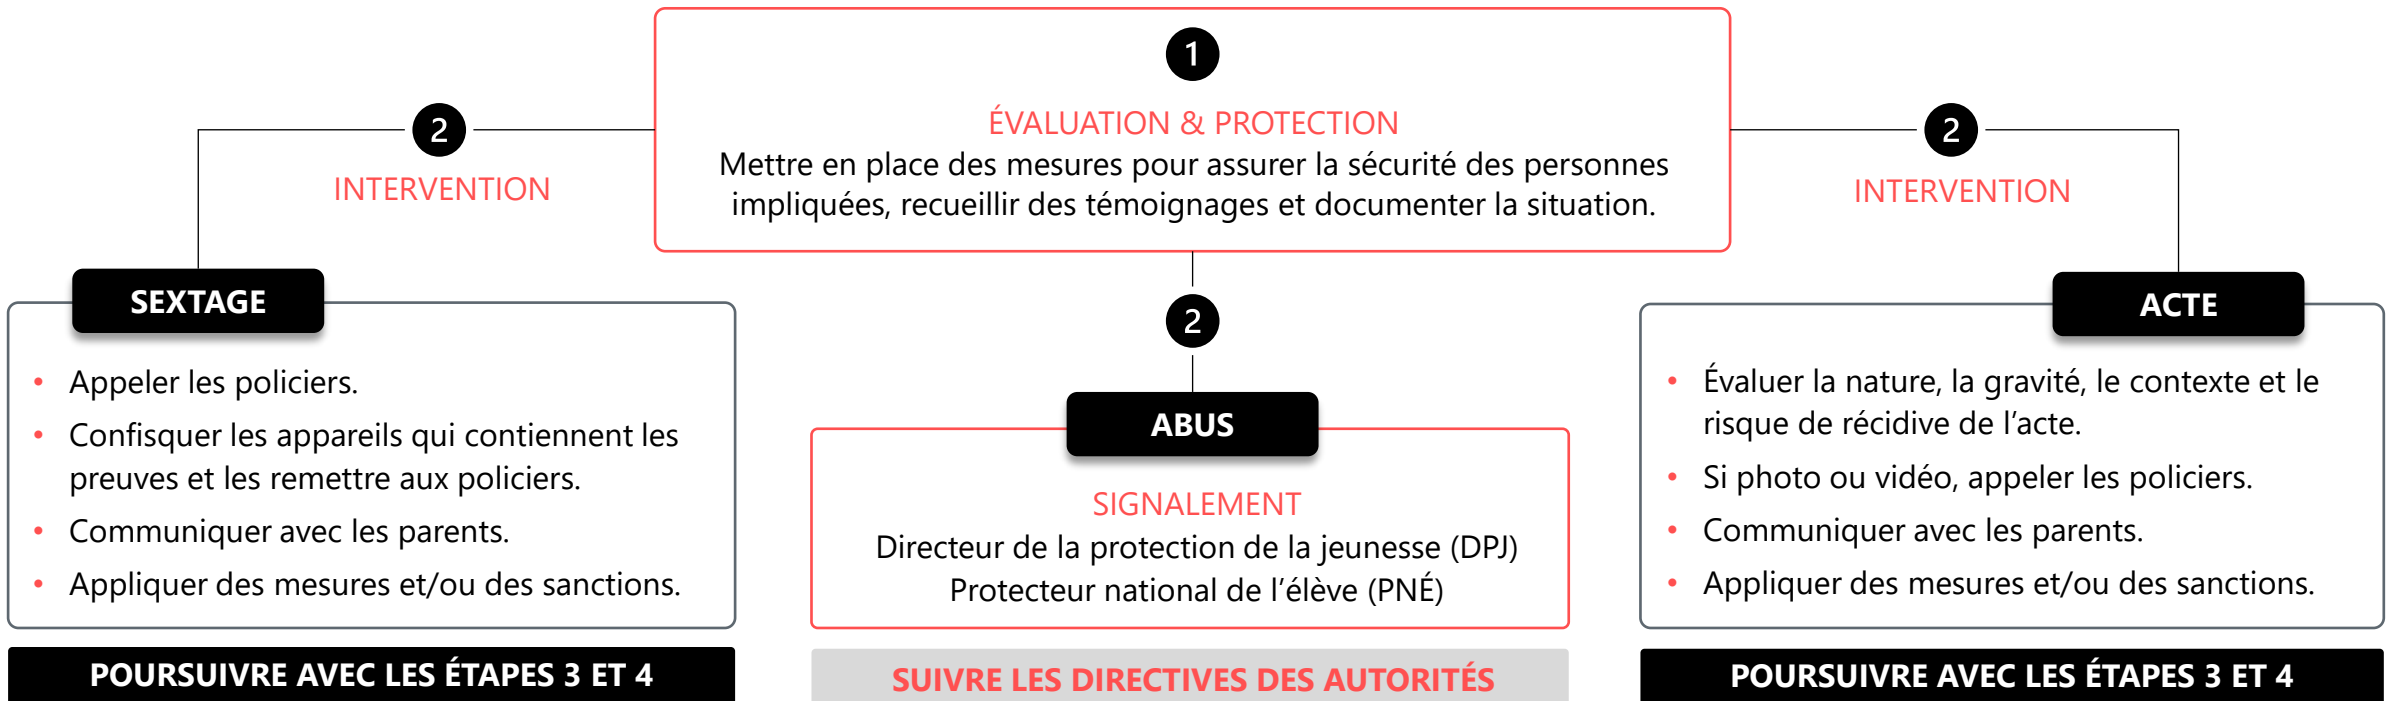 1
ÉVALUATION & PROTECTION
Mettre en place des mesures pour assurer la sécurité des personnes
impliquées, recueillir des témoignages et documenter la situation.
2
INTERVENTION
SEXTAGE
• Appeler les policiers.
• Confisquer les appareils qui contiennent les
preuves et les remettre aux policiers.
• Communiquer avec les parents.
• Appliquer des mesures et/ou des sanctions.
POURSUIVRE AVEC LES ÉTAPES 3 ET 4
2
ABUS
SIGNALEMENT
Directeur de la protection de la jeunesse (DPJ)
Protecteur national de l’élève (PNÉ)
SUIVRE LES DIRECTIVES DES AUTORITÉS
2
INTERVENTION
ACTE
• Évaluer la nature, la gravité, le contexte et le
risque de récidive de l’acte.
• Si photo ou vidéo, appeler les policiers.
• Communiquer avec les parents.
• Appliquer des mesures et/ou des sanctions.
POURSUIVRE AVEC LES ÉTAPES 3 ET 4